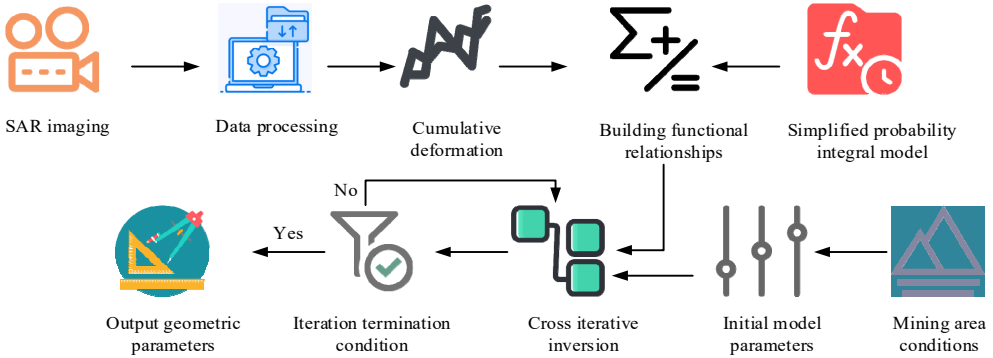 SAR imaging
Data processing
Cumulative
deformation
Building functional
relationships
Simplified probability
integral model
No
Yes
Output geometric
parameters
Iteration termination
condition
Cross iterative
inversion
Initial model
parameters
Mining area
conditions